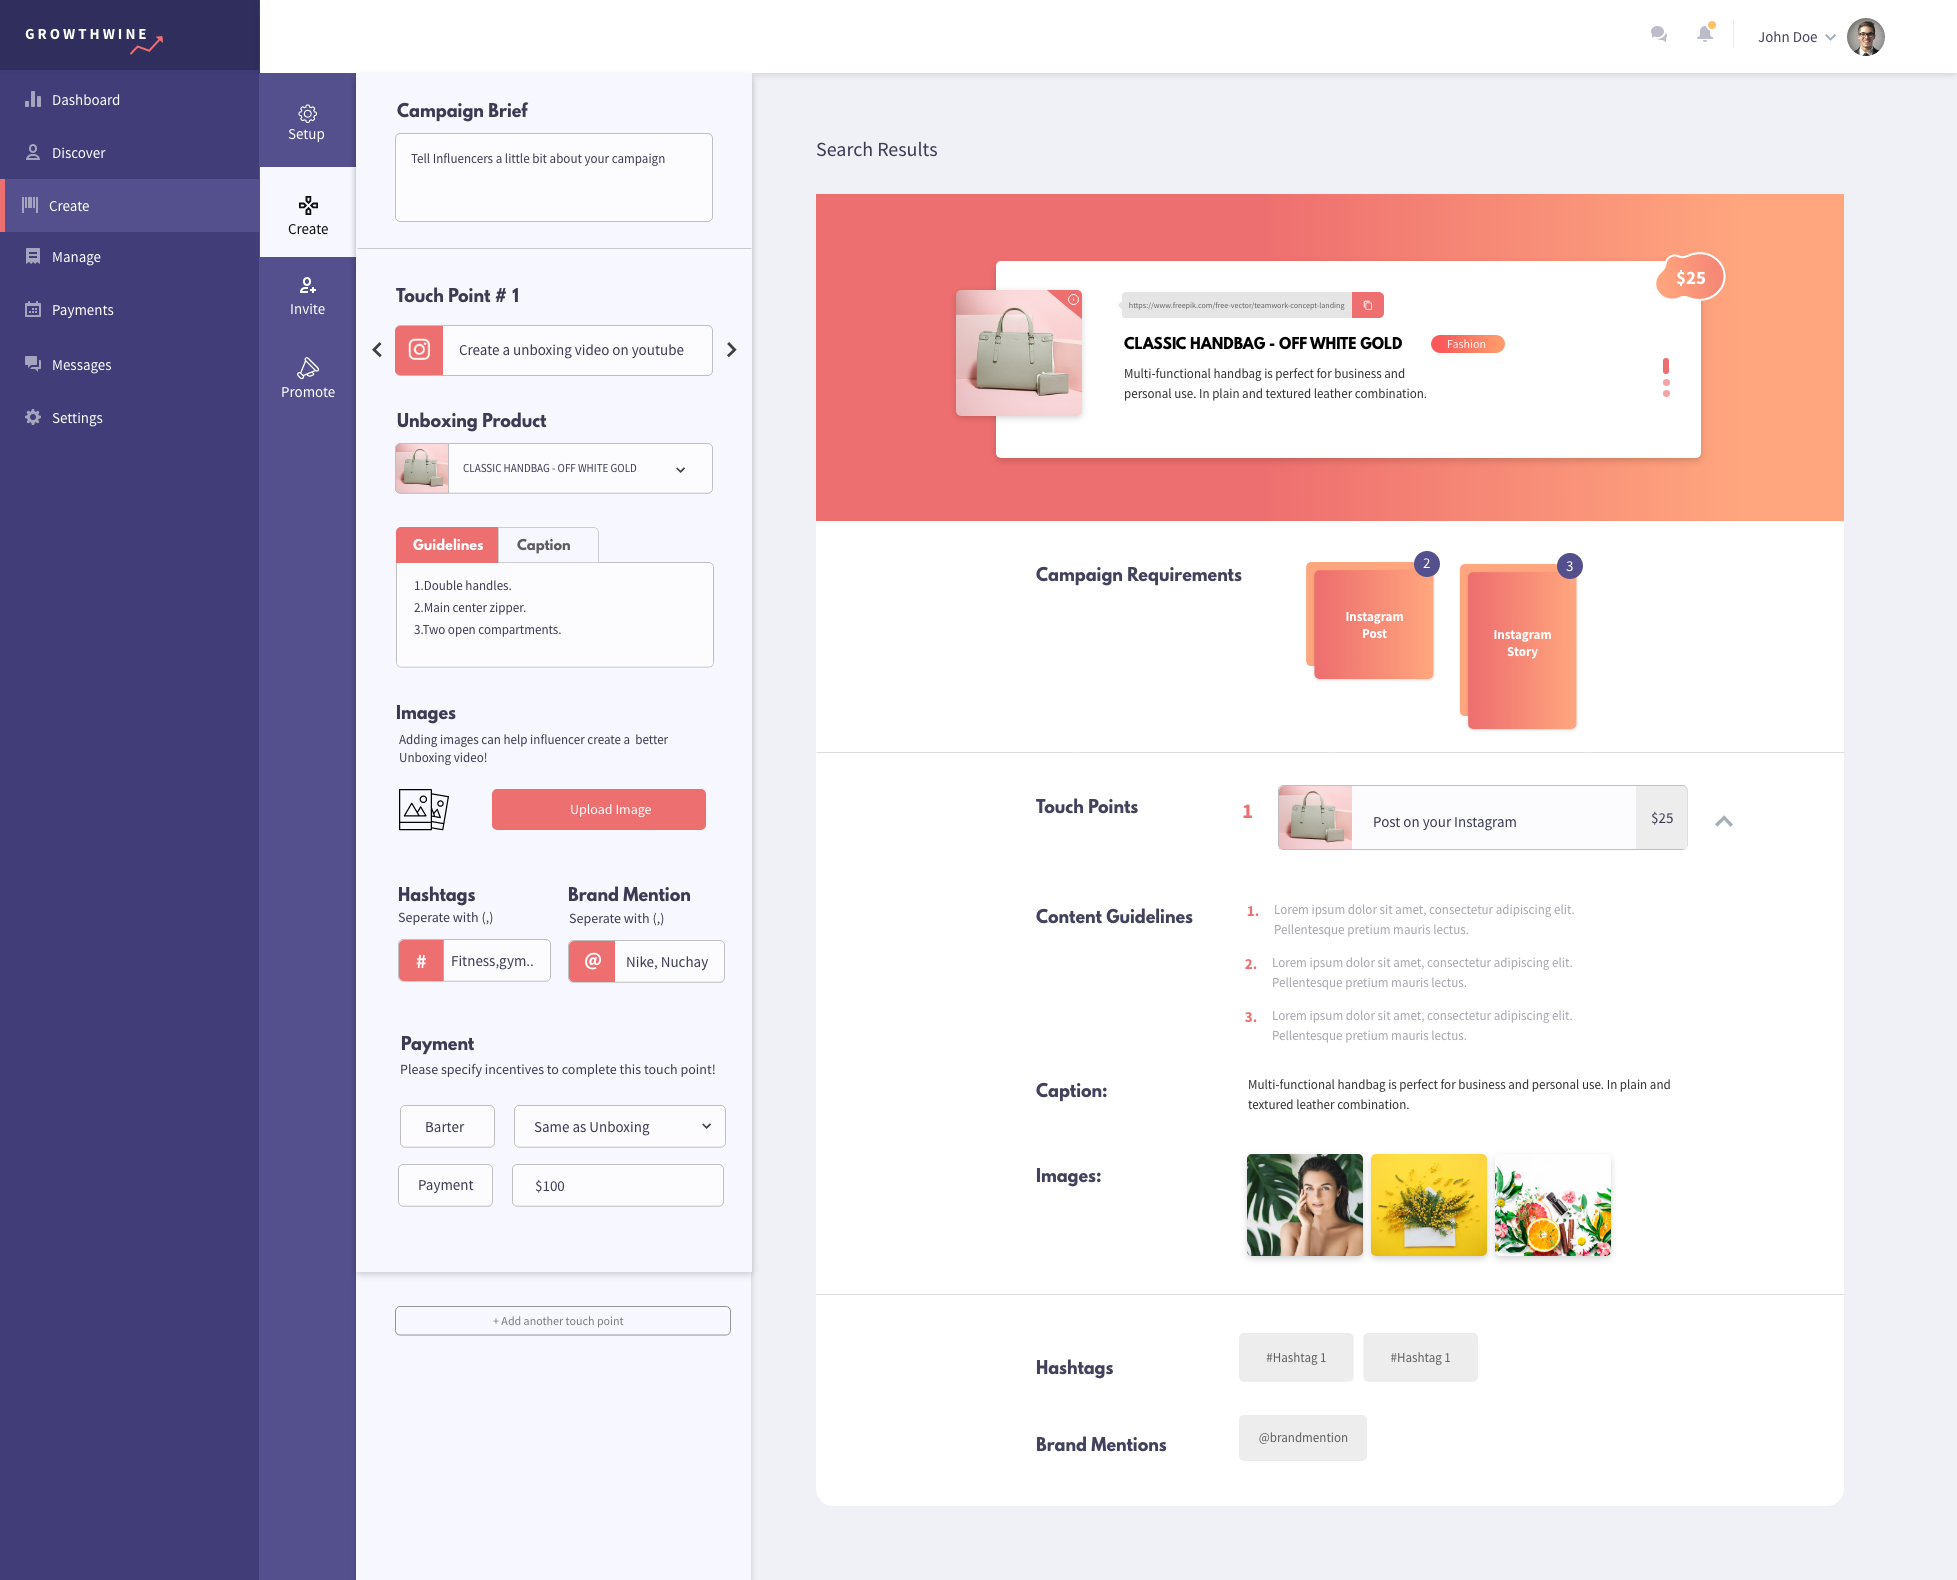 GROWTHWINE
John Doe
Dashboard
Discover
Create
Manage
Payments
Messages
Settings
Setup
Create
Invite
Promote
Campaign Brief
Tell Influencers a little bit about your campaign
Touch Point # 1
Create a unboxing video on youtube
Unboxing Product
CLASSIC HANDBAG - OFF WHITE GOLD
Guidelines
Caption
1.Double handles.
2.Main center zipper.
3.Two open compartments.
Images
Adding images can help influencer create a better
Unboxing video!
Upload Image
Hashtags
Seperate with (,)
# Fitness,gym..
Brand Mention
Seperate with (,)
@ Nike, Nuchay
Payment
Please specify incentives to complete this touch point!
Barter
Same as Unboxing
Payment
$100
+ Add another touch point
Search Results
$25
https://www.freepik.com/free-vector/teamwork-concept-landing
CLASSIC HANDBAG - OFF WHITE GOLD
Fashion
Multi-functional handbag is perfect for business and
personal use. In plain and textured leather combination.
Campaign Requirements
2
Instagram
Post
3
Instagram
Story
Touch Points
1
Post on your Instagram
$25
Content Guidelines
1. Lorem ipsum dolor sit amet, consectetur adipiscing elit.
Pellentesque pretium mauris lectus.
2. Lorem ipsum dolor sit amet, consectetur adipiscing elit.
Pellentesque pretium mauris lectus.
3. Lorem ipsum dolor sit amet, consectetur adipiscing elit.
Pellentesque pretium mauris lectus.
Caption:
Multi-functional handbag is perfect for business and personal use. In plain and
textured leather combination.
Images:
Hashtags
#Hashtag 1
#Hashtag 1
Brand Mentions
@brandmention